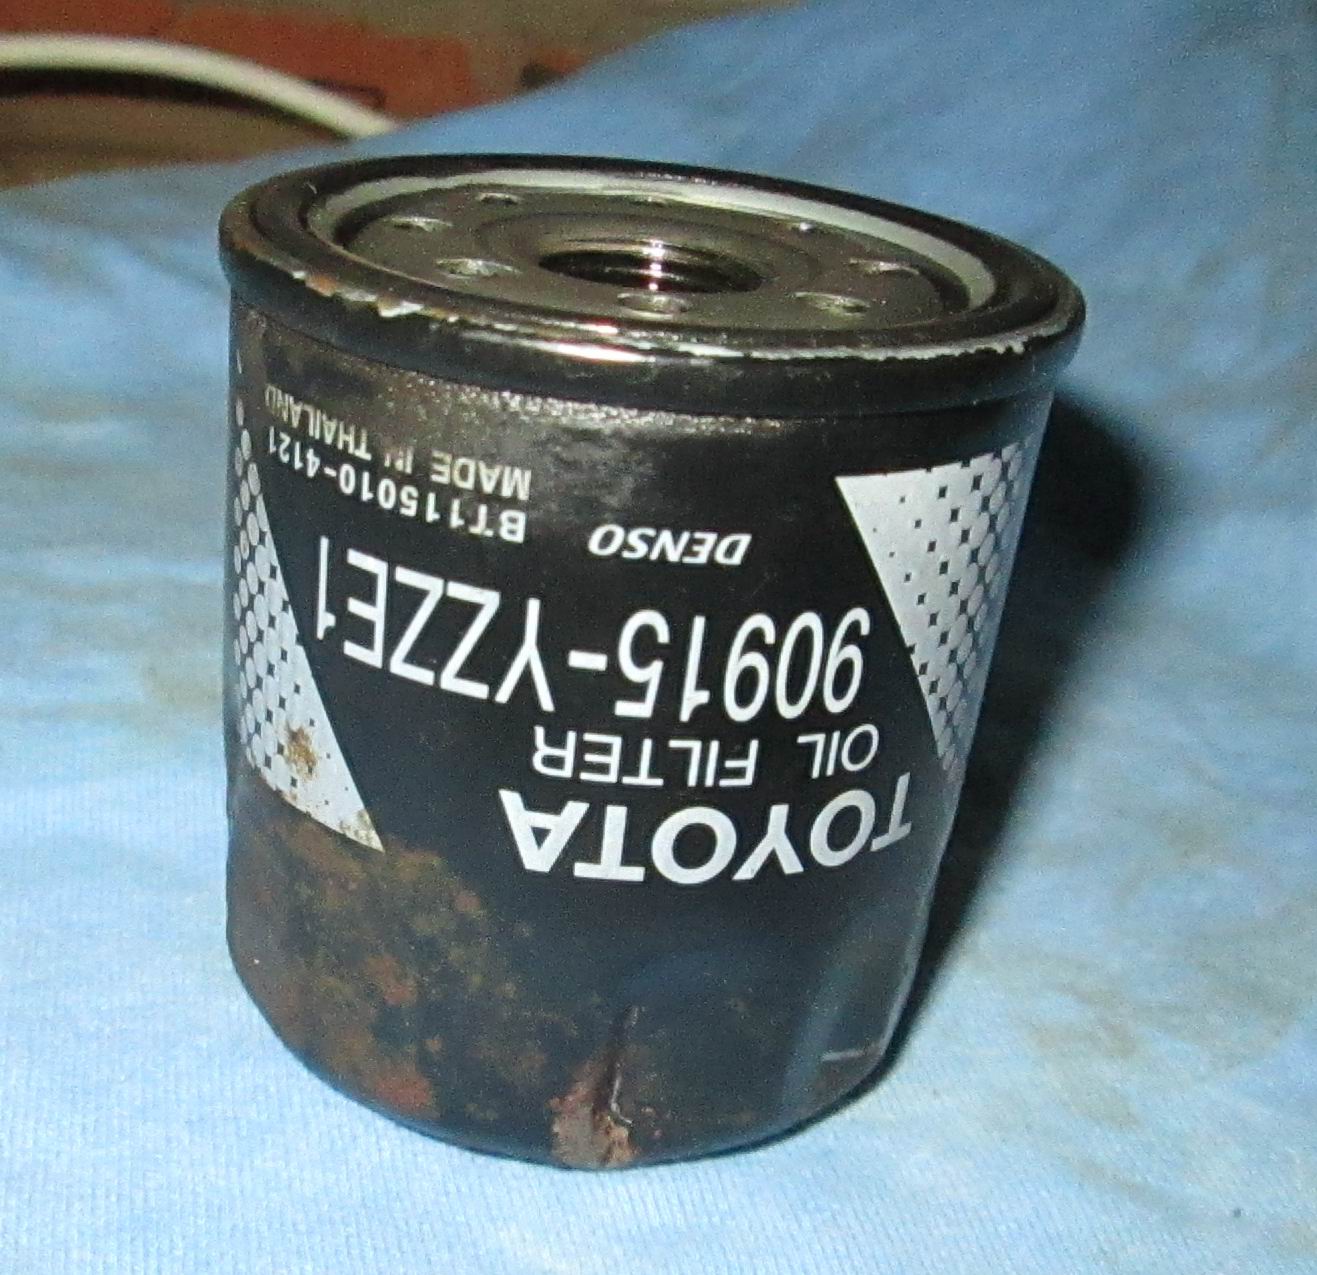 TOYOTA
OIL FILTER
90915-YZZE1
DENSO
BT115010-4121
MADE IN THAILAND